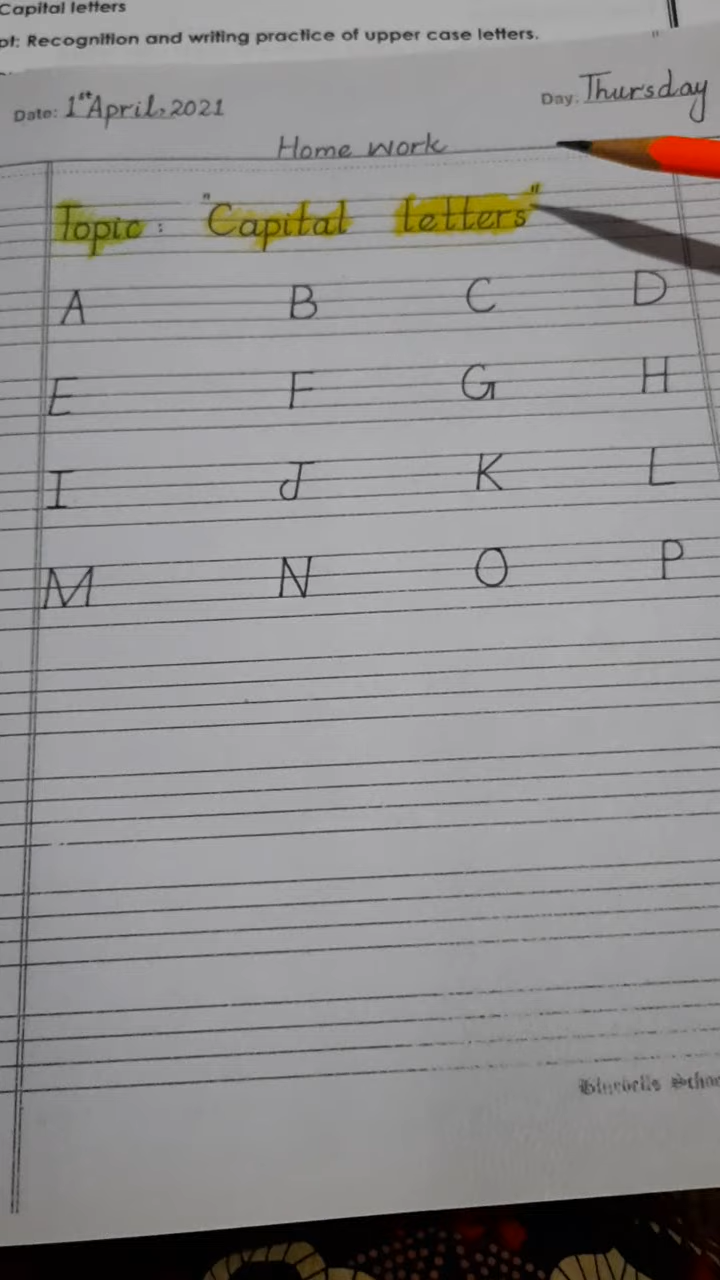 Capital letters
pt: Recognition and writing practice of upper case letters.
Date: 1st April, 2021 Day: Thursday
Home work
Topic : "Capital letters"
A B C D
E F G H
I J K L
M N O P
Bluebells